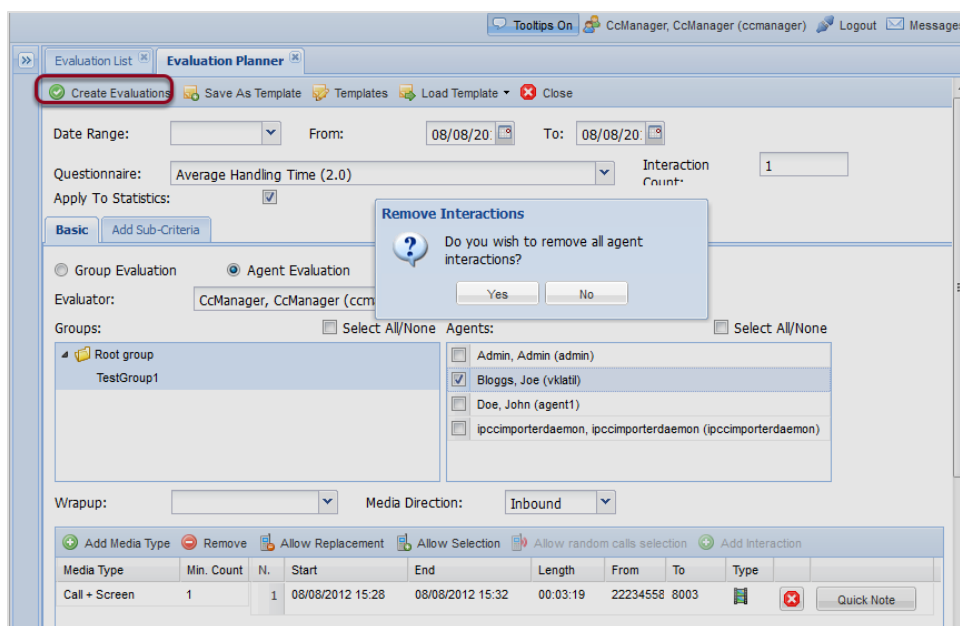 Tooltips On CcManager, CcManager (ccmanager) Logout Messages
Evaluation List Evaluation Planner
Create Evaluations Save As Template Templates Load Template Close
Date Range: From: 08/08/20 To: 08/08/20
Questionnaire: Average Handling Time (2.0) Interaction Count: 1
Apply To Statistics:
Remove Interactions
Do you wish to remove all agent
interactions?
Yes No
Basic Add Sub-Criteria
Group Evaluation Agent Evaluation
Evaluator: CcManager, CcManager (ccm
Groups: Select All/None Agents: Select All/None
Root group
TestGroup1
Admin, Admin (admin)
Bloggs, Joe (vklatil)
Doe, John (agent1)
ipccimporterdaemon, ipccimporterdaemon (ipccimporterdaemon)
Wrapup: Media Direction: Inbound
Add Media Type Remove Allow Replacement Allow Selection Allow random calls selection Add Interaction
Media Type Min. Count N. Start End Length From To Type
Call + Screen 1 1 08/08/2012 15:28 08/08/2012 15:32 00:03:19 22234558 8003 Quick Note